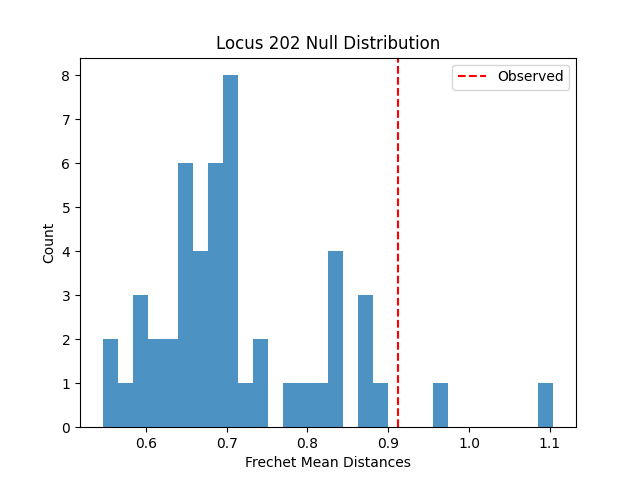 Locus 202 Null Distribution
Observed
8
7
6
5
4
3
2
1
0
Count
0.6 0.7 0.8 0.9 1.0 1.1
Frechet Mean Distances